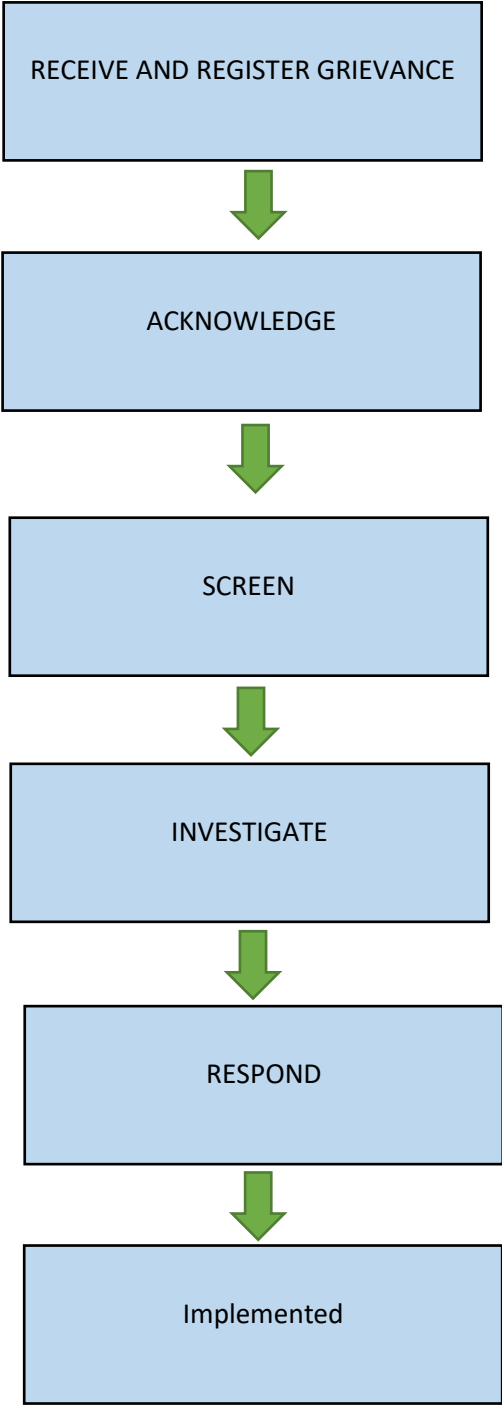 RECEIVE AND REGISTER GRIEVANCE
ACKNOWLEDGE
SCREEN
INVESTIGATE
RESPOND
Implemented